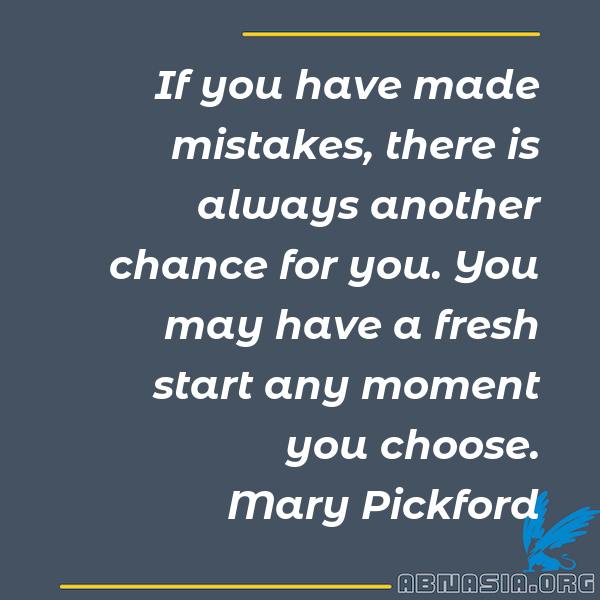 If you have made
mistakes, there is
always another
chance for you. You
may have a fresh
start any moment
you choose.
Mary Pickford
ABNASIA.ORG